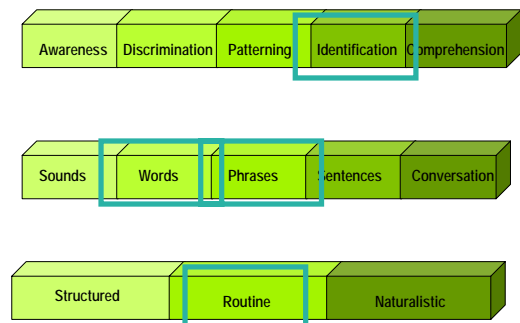 Awareness Discrimination Patterning Identification Comprehension
Sounds Words Phrases Sentences Conversation
Structured Routine Naturalistic